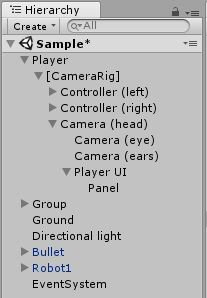 Hierarchy
Create All
Sample*
Player
[CameraRig]
Controller (left)
Controller (right)
Camera (head)
Camera (eye)
Camera (ears)
Player UI
Panel
Group
Ground
Directional light
Bullet
Robot1
EventSystem